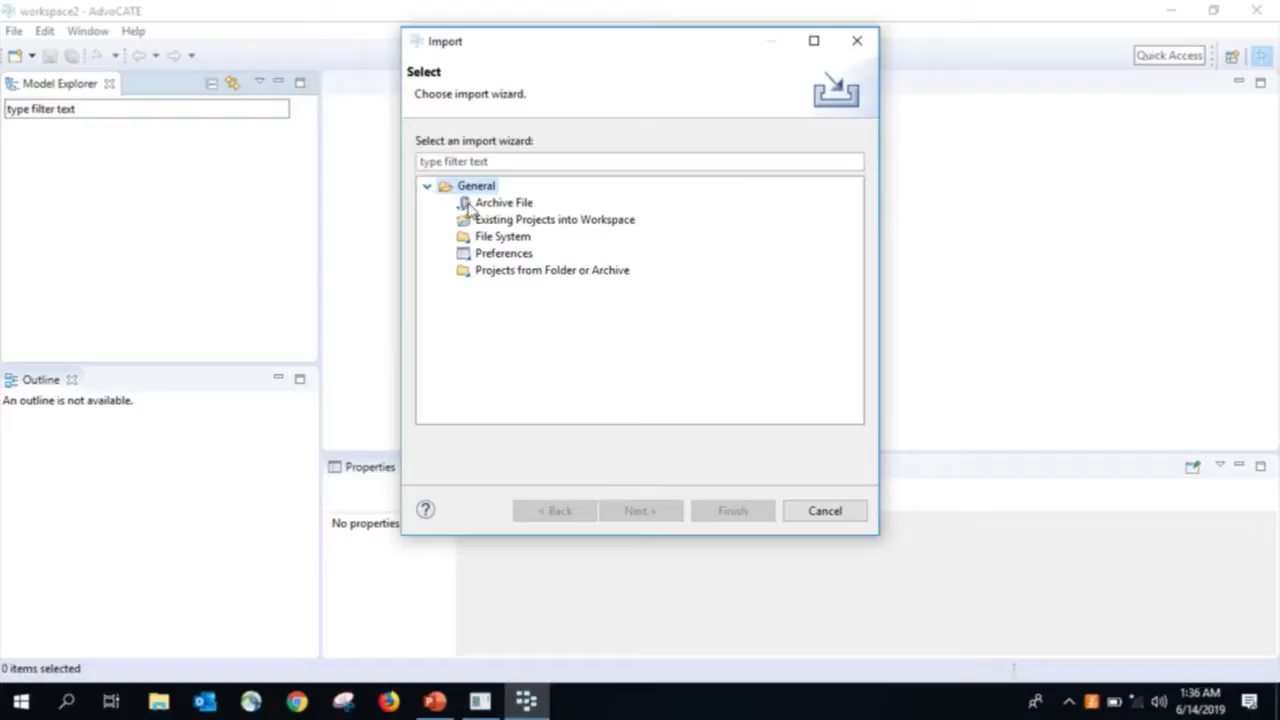 workspace2 - AdvoCATE
File Edit Window Help
Quick Access
Model Explorer
type filter text
Outline
An outline is not available.
Import
Select
Choose import wizard.
Select an import wizard:
type filter text
General
Archive File
Existing Projects into Workspace
File System
Preferences
Projects from Folder or Archive
< Back
Next >
Finish
Cancel
Properties
No properties
0 items selected
1:36 AM
6/14/2019